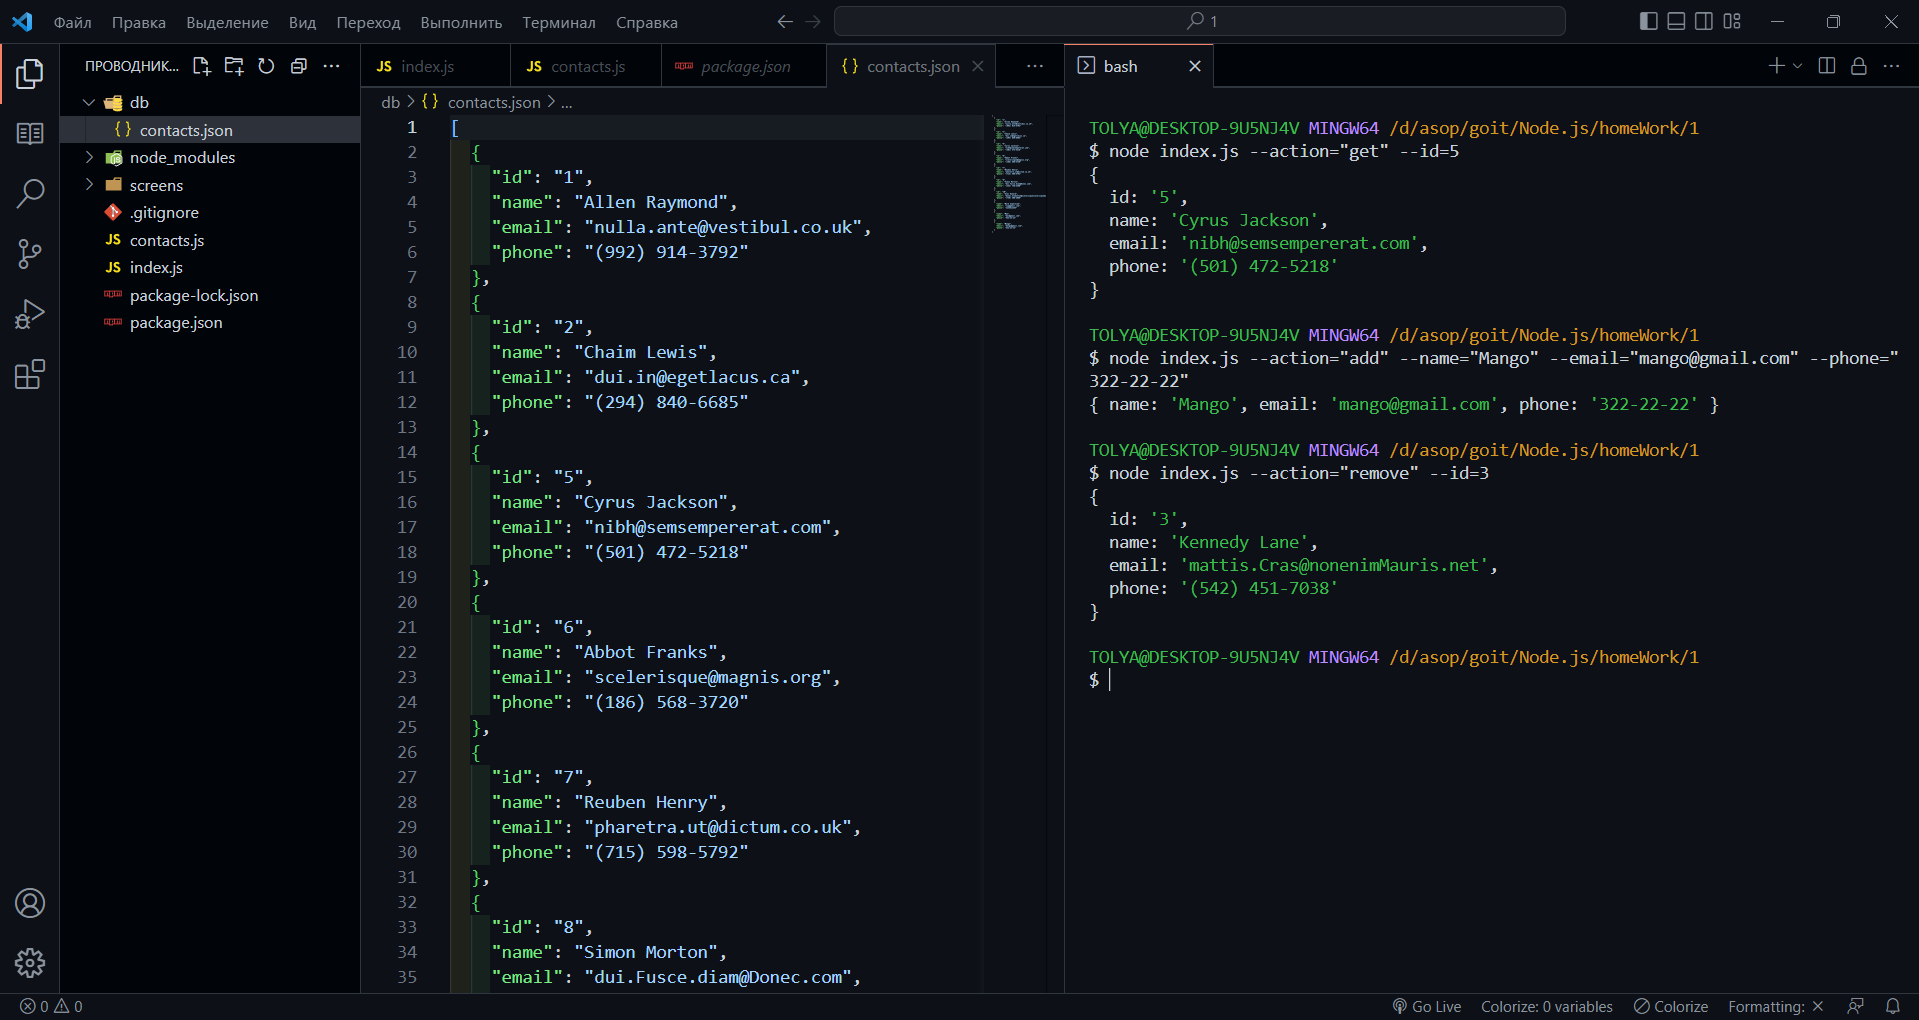 Файл Правка Выделение Вид Переход Выполнить Терминал Справка
1
ПРОВОДНИК...
db
contacts.json
node_modules
screens
.gitignore
contacts.js
index.js
package-lock.json
package.json
index.js contacts.js package.json contacts.json
db > {} contacts.json > ...
1 [
2 {
3 "id": "1",
4 "name": "Allen Raymond",
5 "email": "nulla.ante@vestibul.co.uk",
6 "phone": "(992) 914-3792"
7 },
8 {
9 "id": "2",
10 "name": "Chaim Lewis",
11 "email": "dui.in@egetlacus.ca",
12 "phone": "(294) 840-6685"
13 },
14 {
15 "id": "5",
16 "name": "Cyrus Jackson",
17 "email": "nibh@semsempererat.com",
18 "phone": "(501) 472-5218"
19 },
20 {
21 "id": "6",
22 "name": "Abbot Franks",
23 "email": "scelerisque@magnis.org",
24 "phone": "(186) 568-3720"
25 },
26 {
27 "id": "7",
28 "name": "Reuben Henry",
29 "email": "pharetra.ut@dictum.co.uk",
30 "phone": "(715) 598-5792"
31 },
32 {
33 "id": "8",
34 "name": "Simon Morton",
35 "email": "dui.Fusce.diam@Donec.com",
bash
TOLYA@DESKTOP-9U5NJ4V MINGW64 /d/asop/goit/Node.js/homeWork/1
$ node index.js --action="get" --id=5
{
id: '5',
name: 'Cyrus Jackson',
email: 'nibh@semsempererat.com',
phone: '(501) 472-5218'
}
TOLYA@DESKTOP-9U5NJ4V MINGW64 /d/asop/goit/Node.js/homeWork/1
$ node index.js --action="add" --name="Mango" --email="mango@gmail.com" --phone="
322-22-22"
{ name: 'Mango', email: 'mango@gmail.com', phone: '322-22-22' }
TOLYA@DESKTOP-9U5NJ4V MINGW64 /d/asop/goit/Node.js/homeWork/1
$ node index.js --action="remove" --id=3
{
id: '3',
name: 'Kennedy Lane',
email: 'mattis.Cras@nonenimMauris.net',
phone: '(542) 451-7038'
}
TOLYA@DESKTOP-9U5NJ4V MINGW64 /d/asop/goit/Node.js/homeWork/1
$
0 0
Go Live Colorize: 0 variables Colorize Formatting: